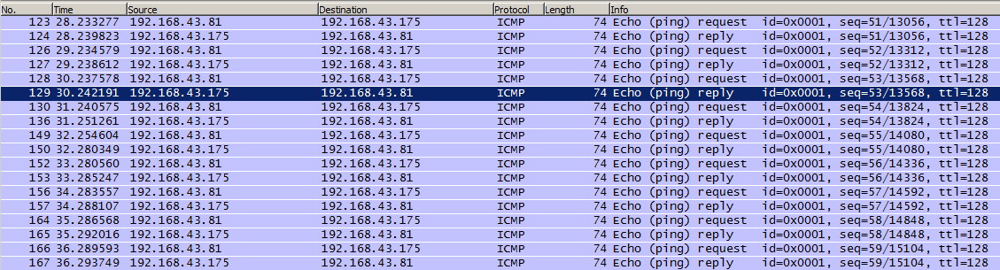 No. Time Source Destination Protocol Length Info
123 28.233277 192.168.43.81 192.168.43.175 ICMP 74 Echo (ping) request id=0x0001, seq=51/13056, ttl=128
124 28.239823 192.168.43.175 192.168.43.81 ICMP 74 Echo (ping) reply id=0x0001, seq=51/13056, ttl=128
126 29.234579 192.168.43.81 192.168.43.175 ICMP 74 Echo (ping) request id=0x0001, seq=52/13312, ttl=128
127 29.238612 192.168.43.175 192.168.43.81 ICMP 74 Echo (ping) reply id=0x0001, seq=52/13312, ttl=128
128 30.237578 192.168.43.81 192.168.43.175 ICMP 74 Echo (ping) request id=0x0001, seq=53/13568, ttl=128
129 30.242191 192.168.43.175 192.168.43.81 ICMP 74 Echo (ping) reply id=0x0001, seq=53/13568, ttl=128
130 31.240575 192.168.43.81 192.168.43.175 ICMP 74 Echo (ping) request id=0x0001, seq=54/13824, ttl=128
136 31.251261 192.168.43.175 192.168.43.81 ICMP 74 Echo (ping) reply id=0x0001, seq=54/13824, ttl=128
149 32.254604 192.168.43.81 192.168.43.175 ICMP 74 Echo (ping) request id=0x0001, seq=55/14080, ttl=128
150 32.280349 192.168.43.175 192.168.43.81 ICMP 74 Echo (ping) reply id=0x0001, seq=55/14080, ttl=128
152 33.280560 192.168.43.81 192.168.43.175 ICMP 74 Echo (ping) request id=0x0001, seq=56/14336, ttl=128
153 33.285247 192.168.43.175 192.168.43.81 ICMP 74 Echo (ping) reply id=0x0001, seq=56/14336, ttl=128
156 34.283557 192.168.43.81 192.168.43.175 ICMP 74 Echo (ping) request id=0x0001, seq=57/14592, ttl=128
157 34.288107 192.168.43.175 192.168.43.81 ICMP 74 Echo (ping) reply id=0x0001, seq=57/14592, ttl=128
164 35.286568 192.168.43.81 192.168.43.175 ICMP 74 Echo (ping) request id=0x0001, seq=58/14848, ttl=128
165 35.292016 192.168.43.175 192.168.43.81 ICMP 74 Echo (ping) reply id=0x0001, seq=58/14848, ttl=128
166 36.289593 192.168.43.81 192.168.43.175 ICMP 74 Echo (ping) request id=0x0001, seq=59/15104, ttl=128
167 36.293749 192.168.43.175 192.168.43.81 ICMP 74 Echo (ping) reply id=0x0001, seq=59/15104, ttl=128